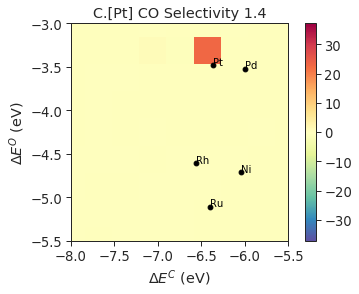 C.[Pt] CO Selectivity 1.4
−3.0
−3.5
−4.0
−4.5
−5.0
−5.5
ΔE^O (eV)
Pt
Pd
Rh
Ni
Ru
−8.0 −7.5 −7.0 −6.5 −6.0 −5.5
ΔE^C (eV)
30
20
10
0
−10
−20
−30